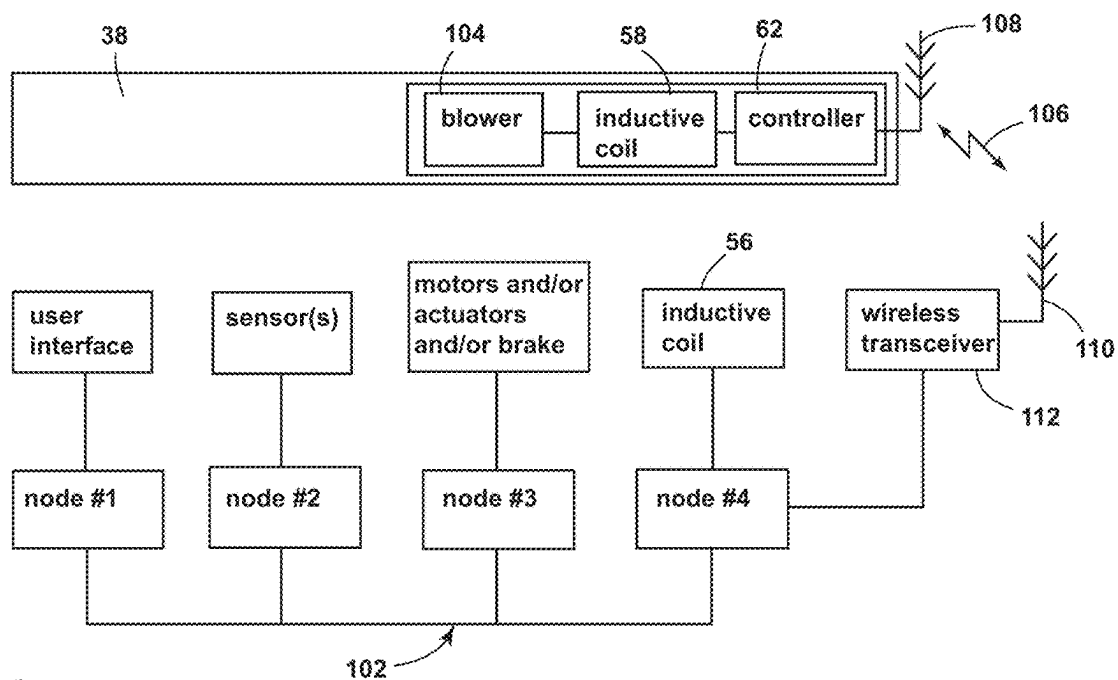 38
104
58
62
108
blower
inductive
coil
controller
106
56
user
interface
sensor(s)
motors and/or
actuators
and/or brake
inductive
coil
wireless
transceiver
110
112
node #1
node #2
node #3
node #4
102